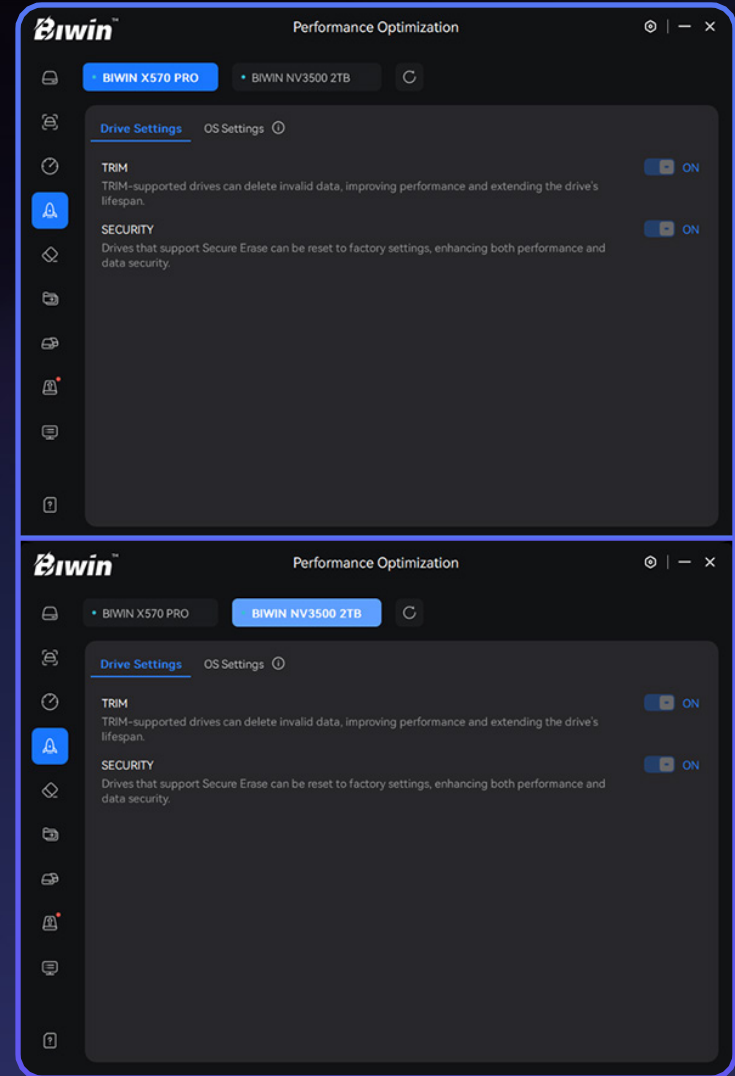 Biwin™
Performance Optimization
BIWIN X570 PRO
BIWIN NV3500 2TB
Drive Settings
OS Settings
TRIM
ON
TRIM-supported drives can delete invalid data, improving performance and extending the drive's
lifespan.
SECURITY
ON
Drives that support Secure Erase can be reset to factory settings, enhancing both performance and
data security.
Biwin™
Performance Optimization
BIWIN X570 PRO
BIWIN NV3500 2TB
Drive Settings
OS Settings
TRIM
ON
TRIM-supported drives can delete invalid data, improving performance and extending the drive's
lifespan.
SECURITY
ON
Drives that support Secure Erase can be reset to factory settings, enhancing both performance and
data security.